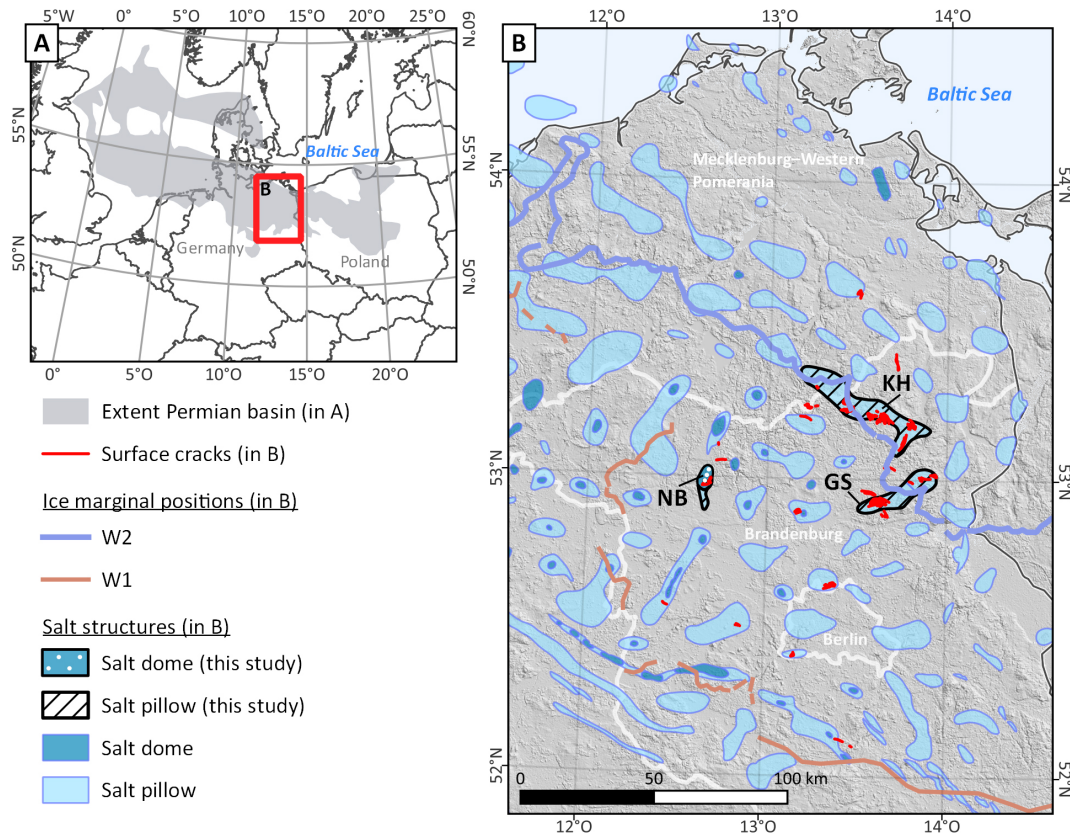 A
5°W
0°
5°O
10°O
15°O
20°O
25°O
60°N
55°N
55°N
50°N
50°N
Baltic Sea
B
Germany
Poland
0°
5°O
10°O
15°O
20°O
Extent Permian basin (in A)
Surface cracks (in B)
Ice marginal positions (in B)
W2
W1
Salt structures (in B)
Salt dome (this study)
Salt pillow (this study)
Salt dome
Salt pillow
B
12°O
13°O
14°O
Baltic Sea
Mecklenburg–Western
Pomerania
54°N
54°N
KH
53°N
53°N
NB
GS
Brandenburg
Berlin
52°N
52°N
0
50
100 km
12°O
13°O
14°O